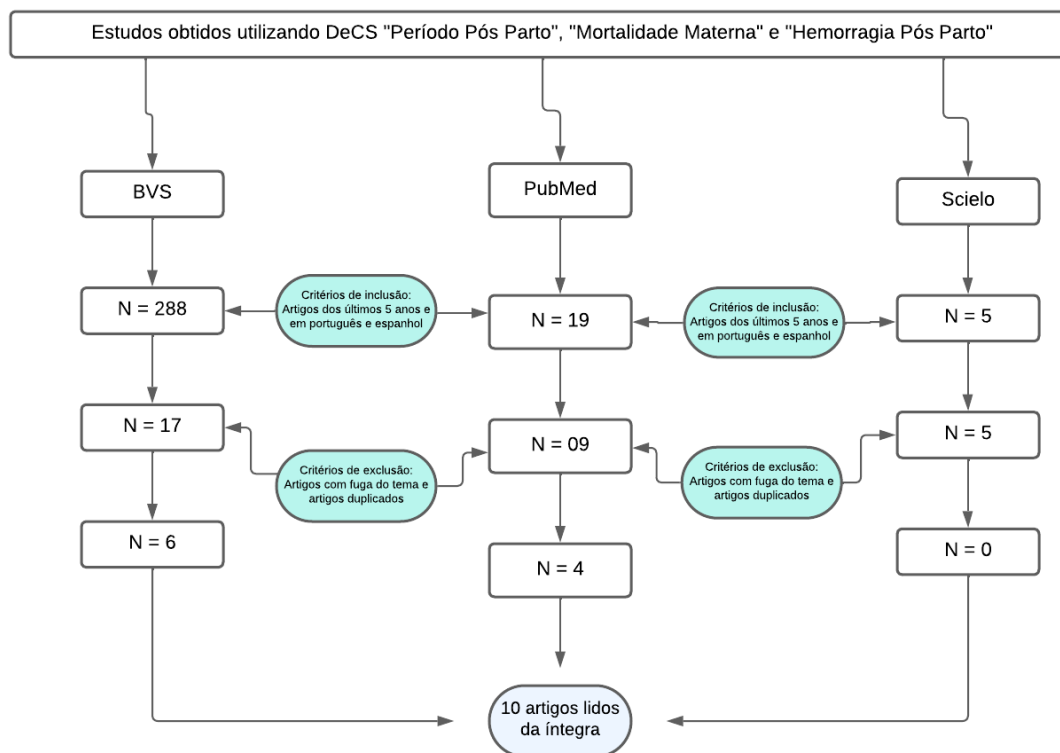 Estudos obtidos utilizando DeCS "Período Pós Parto", "Mortalidade Materna" e "Hemorragia Pós Parto"
BVS
PubMed
Scielo
N = 288
Critérios de inclusão:
Artigos dos últimos 5 anos e
em português e espanhol
N = 19
Critérios de inclusão:
Artigos dos últimos 5 anos e
em português e espanhol
N = 5
N = 17
Critérios de exclusão:
Artigos com fuga do tema e
artigos duplicados
N = 09
Critérios de exclusão:
Artigos com fuga do tema e
artigos duplicados
N = 5
N = 6
N = 4
N = 0
10 artigos lidos
da íntegra